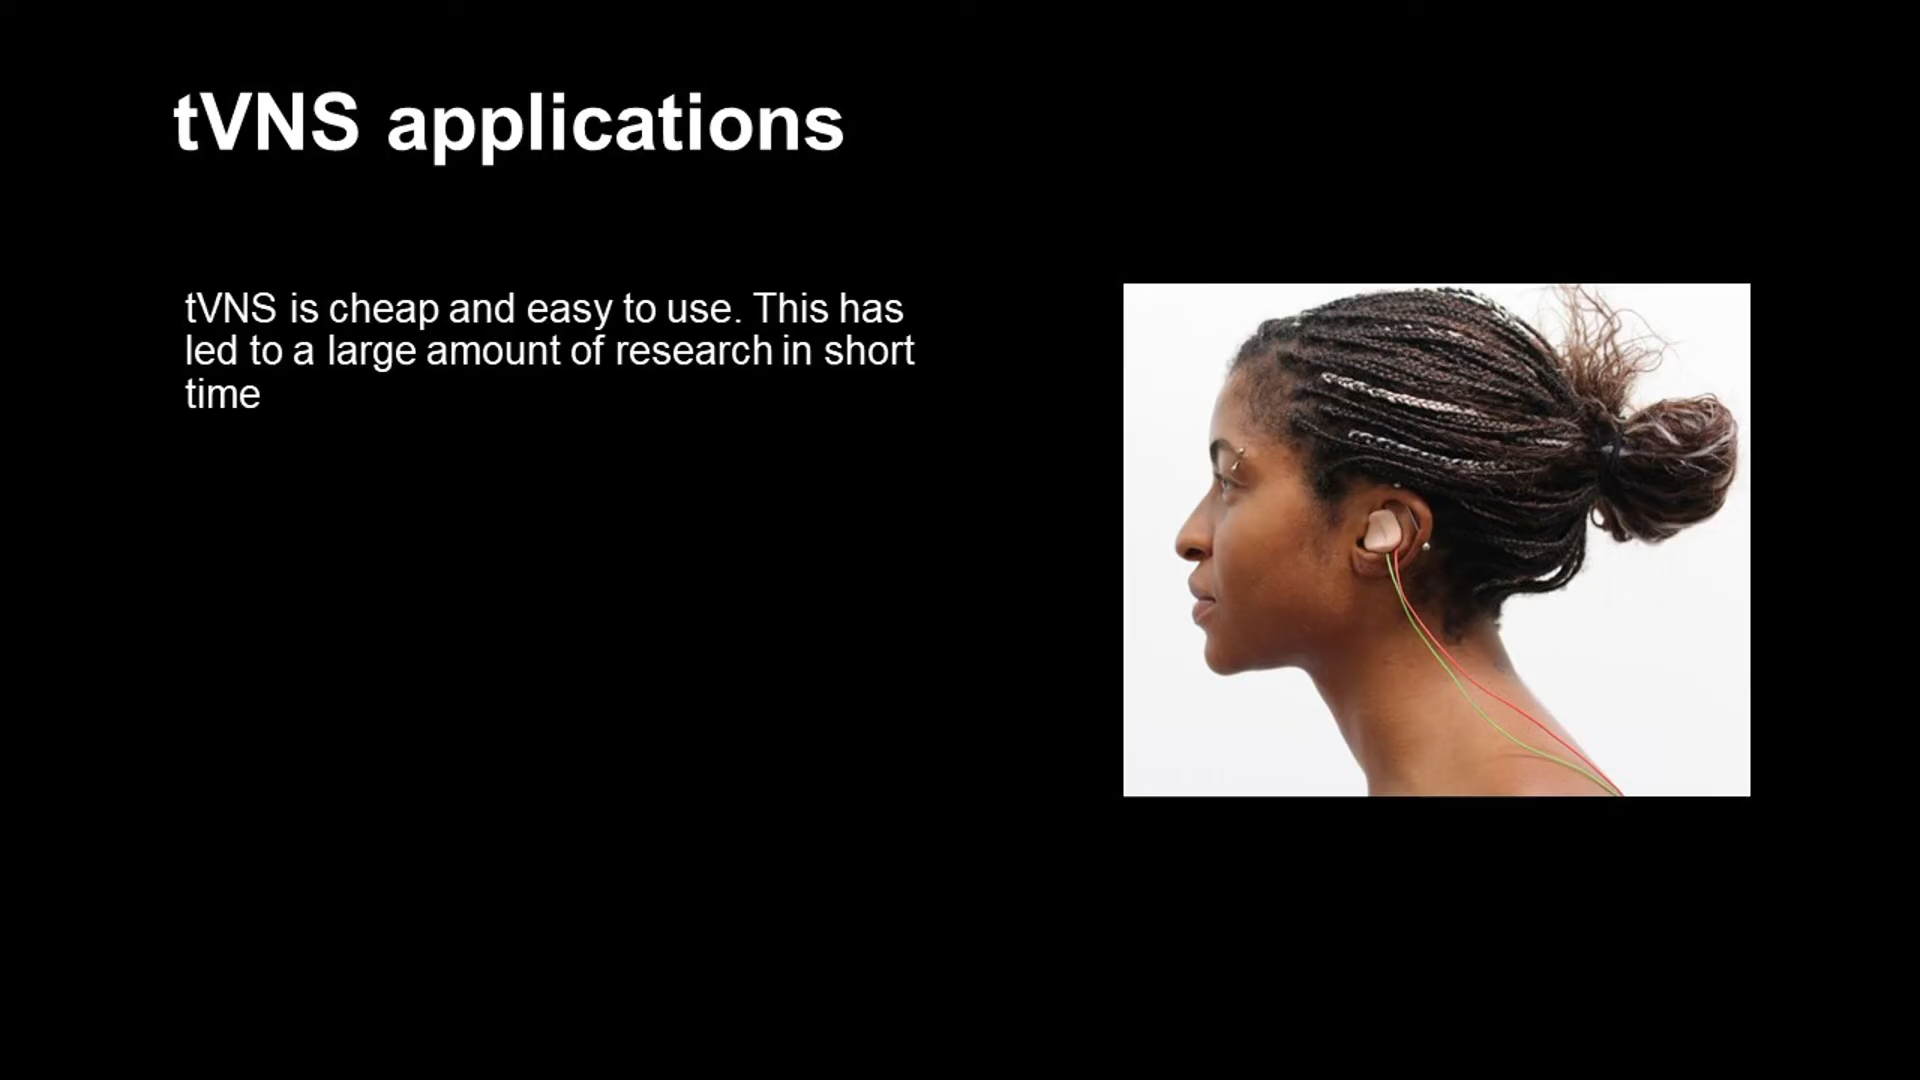 tVNS applications
tVNS is cheap and easy to use. This has
led to a large amount of research in short
time